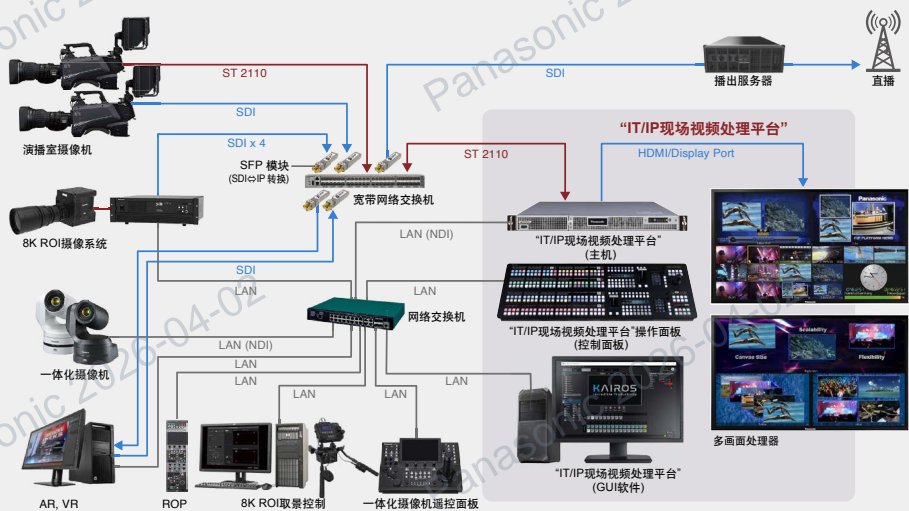 ST 2110
SDI
SDI
播出服务器
直播
演播室摄像机
SDI x 4
SFP 模块
(SDI⇔IP 转换)
宽带网络交换机
ST 2110
“IT/IP现场视频处理平台”
HDMI/Display Port
8K ROI摄像系统
LAN (NDI)
“IT/IP现场视频处理平台”
(主机)
Panasonic
SDI
LAN
LAN
网络交换机
“IT/IP现场视频处理平台”操作面板
(控制面板)
一体化摄像机
LAN (NDI)
LAN
LAN
LAN
LAN
LAN
KAIROS
Scalability
Canvas Size
Flexibility
多画面处理器
“IT/IP现场视频处理平台”
(GUI软件)
AR, VR
ROP
8K ROI取景控制
一体化摄像机遥控面板
Panasonic 2026-04-02